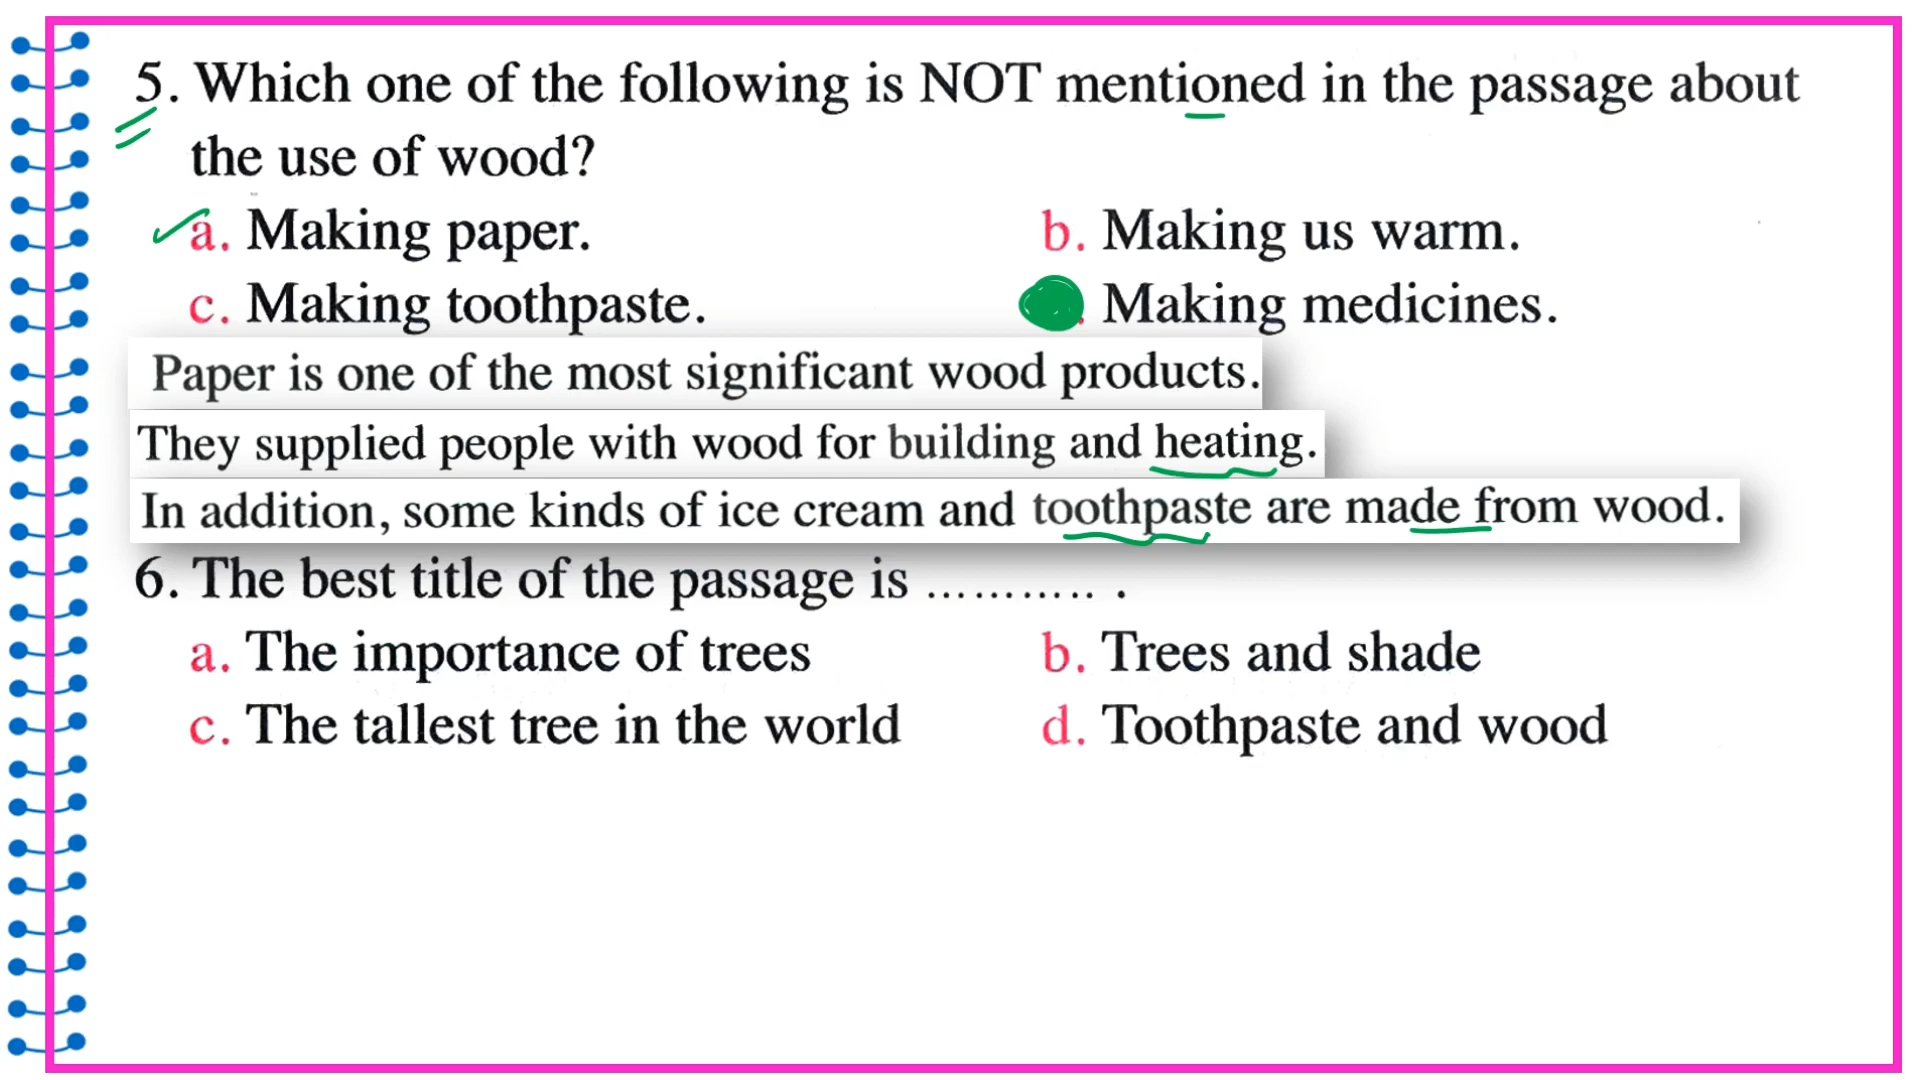 5. Which one of the following is NOT mentioned in the passage about
the use of wood?
a. Making paper. b. Making us warm.
c. Making toothpaste. . Making medicines.
Paper is one of the most significant wood products.
They supplied people with wood for building and heating.
In addition, some kinds of ice cream and toothpaste are made from wood.
6. The best title of the passage is ........... .
a. The importance of trees b. Trees and shade
c. The tallest tree in the world d. Toothpaste and wood